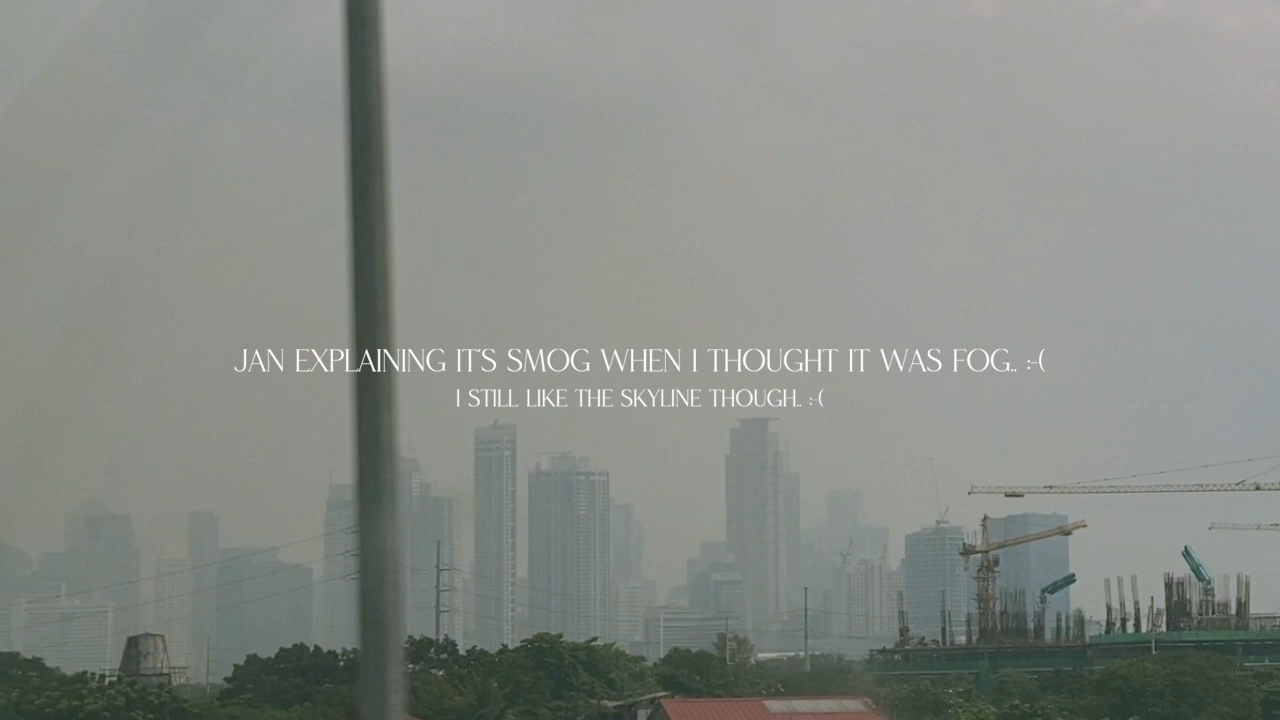 JAN EXPLAINING IT'S SMOG WHEN I THOUGHT IT WAS FOG.. :-(
I STILL LIKE THE SKYLINE THOUGH.. :-(